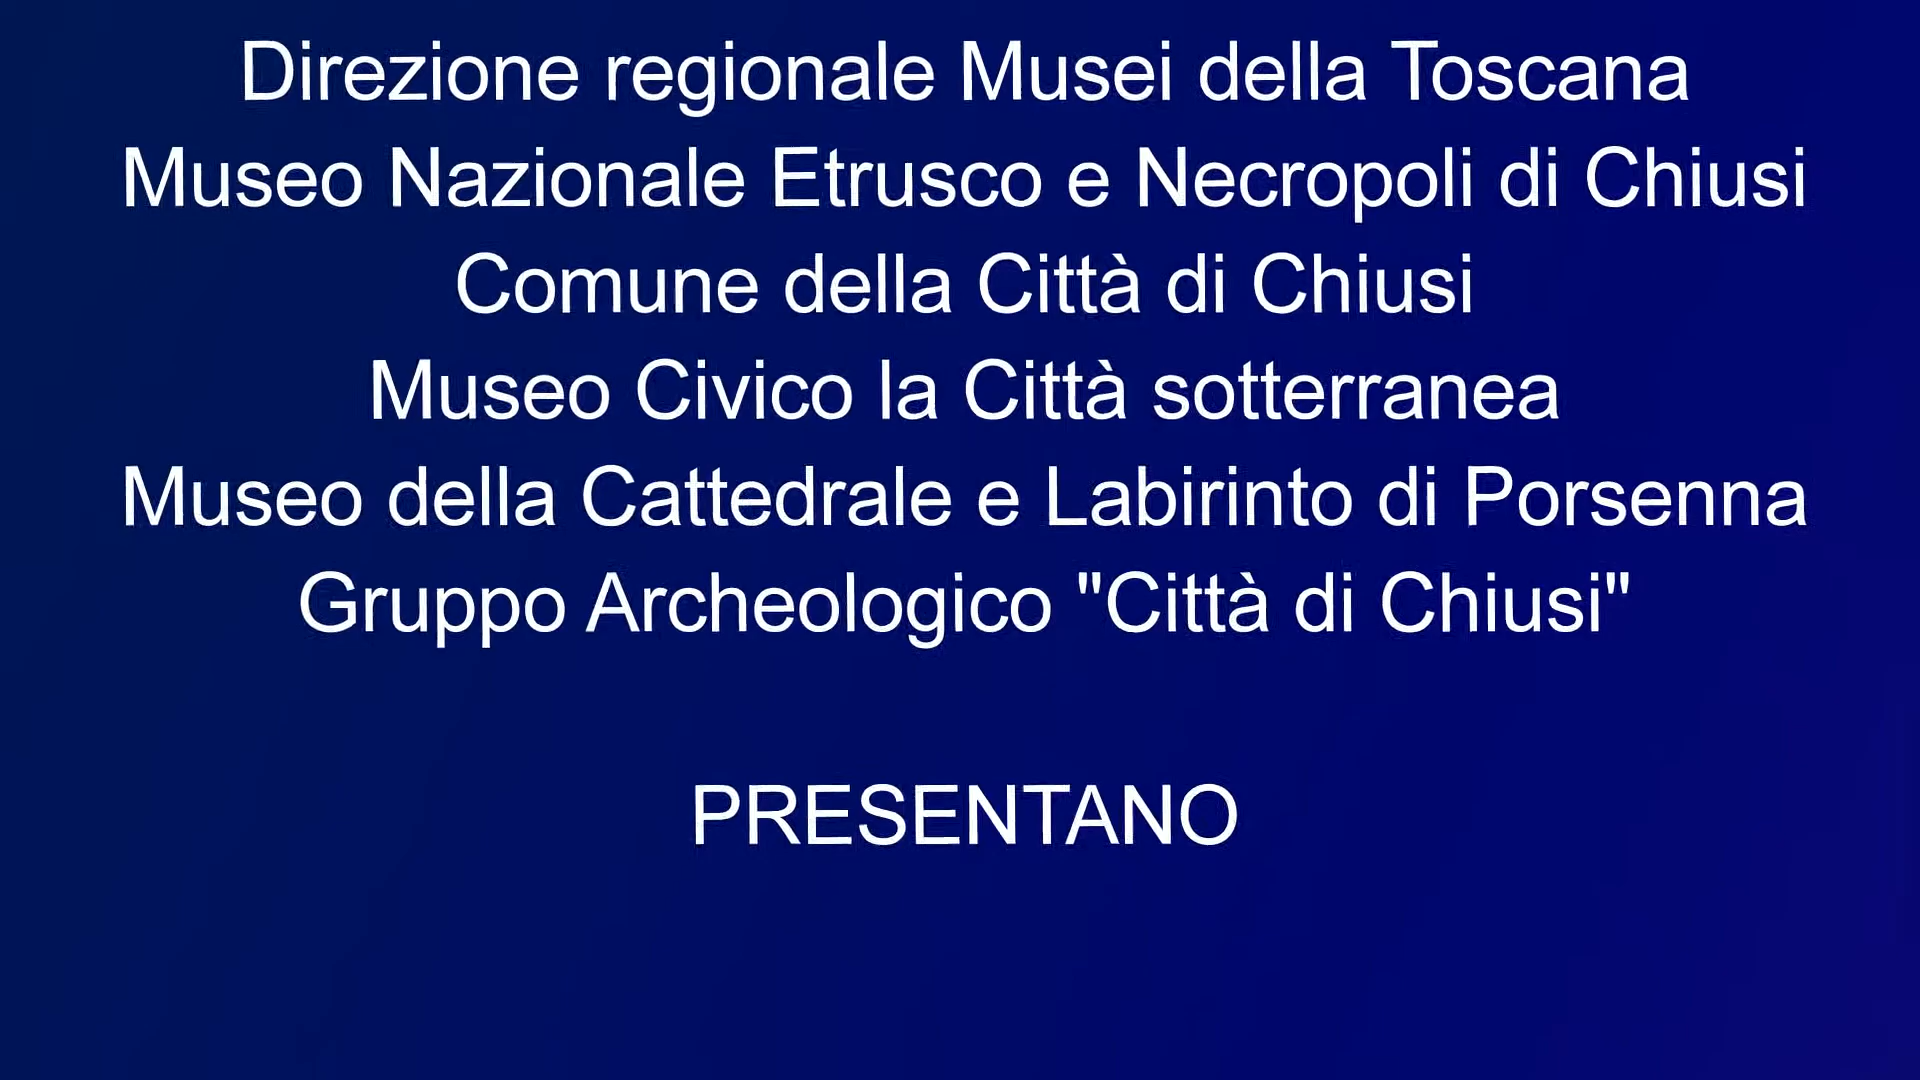 Direzione regionale Musei della Toscana
Museo Nazionale Etrusco e Necropoli di Chiusi
Comune della Città di Chiusi
Museo Civico la Città sotterranea
Museo della Cattedrale e Labirinto di Porsenna
Gruppo Archeologico "Città di Chiusi"
PRESENTANO